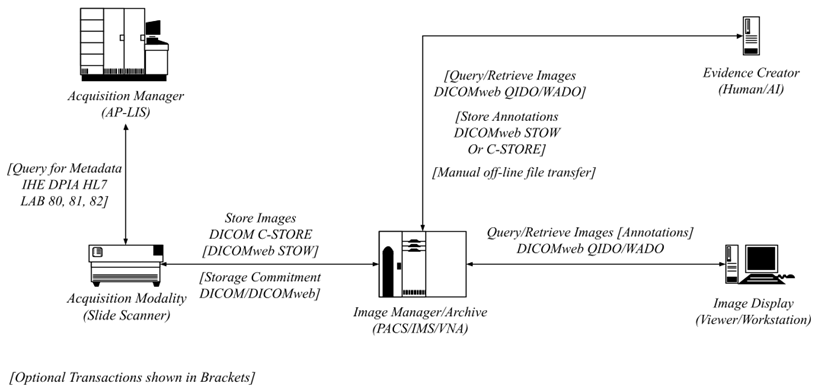 Acquisition Manager
(AP-LIS)
[Query for Metadata
IHE DPIA HL7
LAB 80, 81, 82]
Acquisition Modality
(Slide Scanner)
Store Images
DICOM C-STORE
[DICOMweb STOW]
[Storage Commitment
DICOM/DICOMweb]
Image Manager/Archive
(PACS/IMS/VNA)
[Query/Retrieve Images
DICOMweb QIDO/WADO]
[Store Annotations
DICOMweb STOW
Or C-STORE]
[Manual off-line file transfer]
Evidence Creator
(Human/AI)
Query/Retrieve Images [Annotations]
DICOMweb QIDO/WADO
Image Display
(Viewer/Workstation)
[Optional Transactions shown in Brackets]